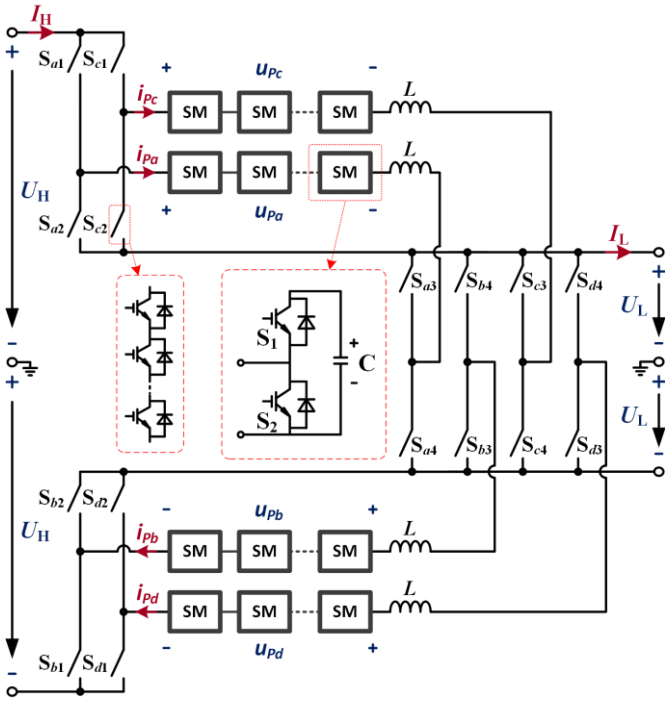 I_H
+
S_a1 S_c1
+ u_Pc -
i_Pc SM SM SM L
i_Pa SM SM SM L
U_H
+ u_Pa -
S_a2 S_c2
I_L
+
S_a3 S_b4 S_c3 S_d4
U_L
S_1
+
C
-
S_2
-
+
-
+
U_L
S_a4 S_b3 S_c4 S_d3
-
S_b2 S_d2
U_H
- u_Pb +
i_Pb SM SM SM L
i_Pd SM SM SM L
- u_Pd +
S_b1 S_d1
-